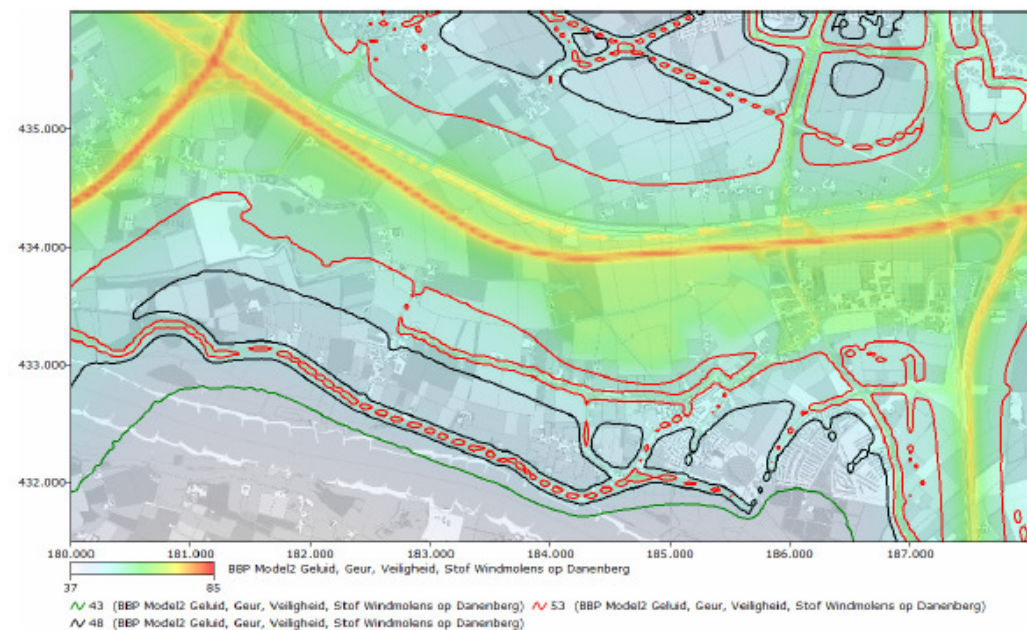 435.000
434.000
433.000
432.000
180.000 181.000 182.000 183.000 184.000 185.000 186.000 187.000
BBP Model2 Geluid, Geur, Veiligheid, Stof Windmolens op Danenberg
37 85
43 (BBP Model2 Geluid, Geur, Veiligheid, Stof Windmolens op Danenberg) 53 (BBP Model2 Geluid, Geur, Veiligheid, Stof Windmolens op Danenberg)
48 (BBP Model2 Geluid, Geur, Veiligheid, Stof Windmolens op Danenberg)